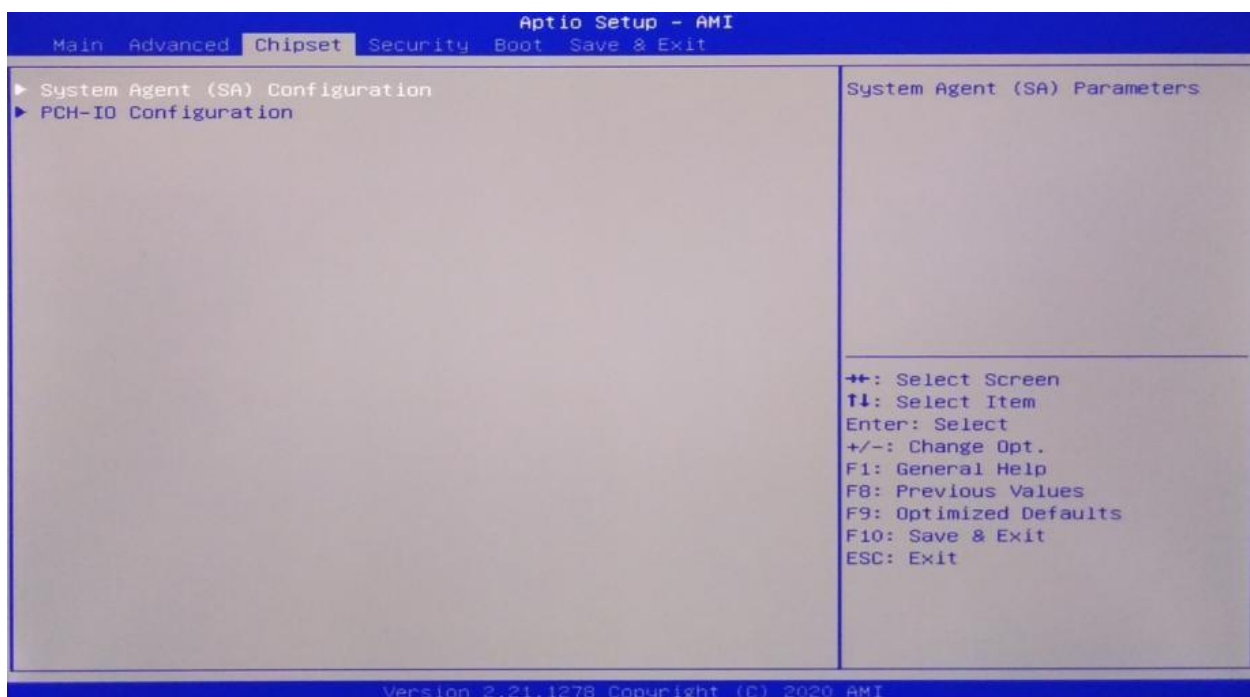 Aptio Setup - AMI
Main Advanced Chipset Security Boot Save & Exit
▶ System Agent (SA) Configuration
▶ PCH-IO Configuration
System Agent (SA) Parameters
→←: Select Screen
↑↓: Select Item
Enter: Select
+/-: Change Opt.
F1: General Help
F8: Previous Values
F9: Optimized Defaults
F10: Save & Exit
ESC: Exit
Version 2.21.1278 Copyright (C) 2020 AMI